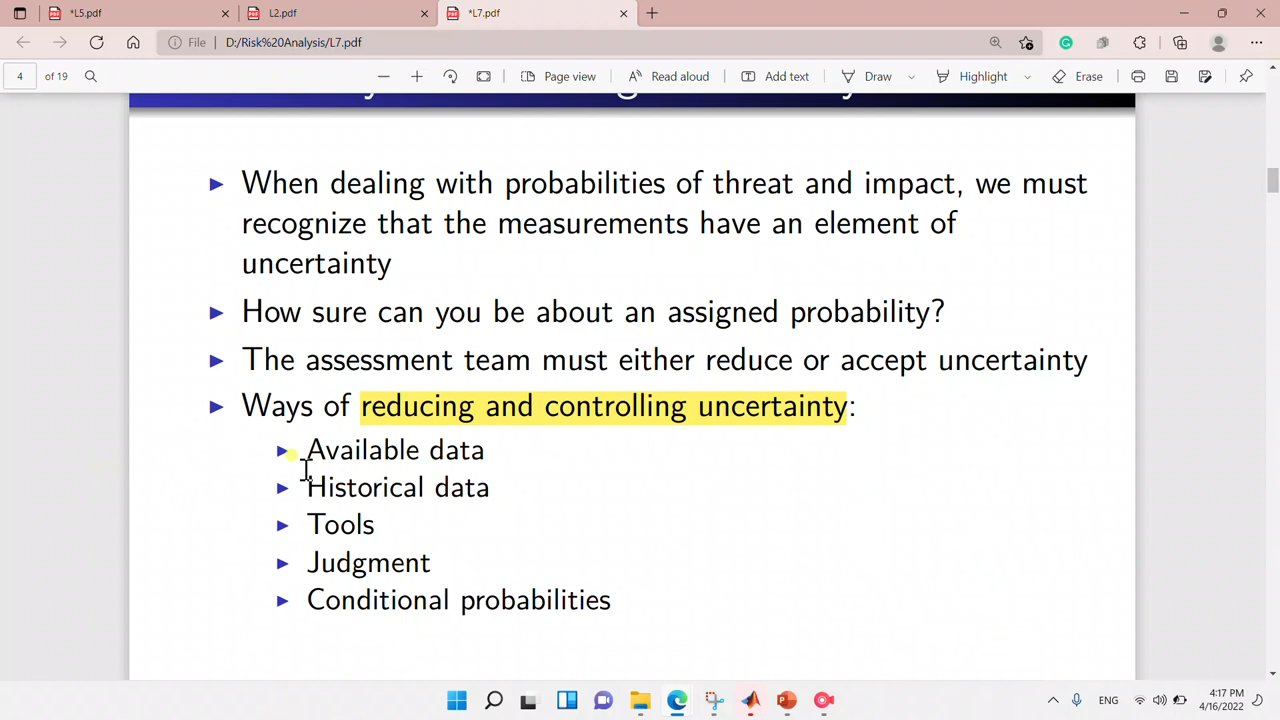 *L5.pdf
L2.pdf
*L7.pdf
File D:/Risk%20Analysis/L7.pdf
4 of 19
Page view
Read aloud
Add text
Draw
Highlight
Erase
When dealing with probabilities of threat and impact, we must
recognize that the measurements have an element of
uncertainty
How sure can you be about an assigned probability?
The assessment team must either reduce or accept uncertainty
Ways of reducing and controlling uncertainty:
Available data
Historical data
Tools
Judgment
Conditional probabilities
ENG
4:17 PM
4/16/2022